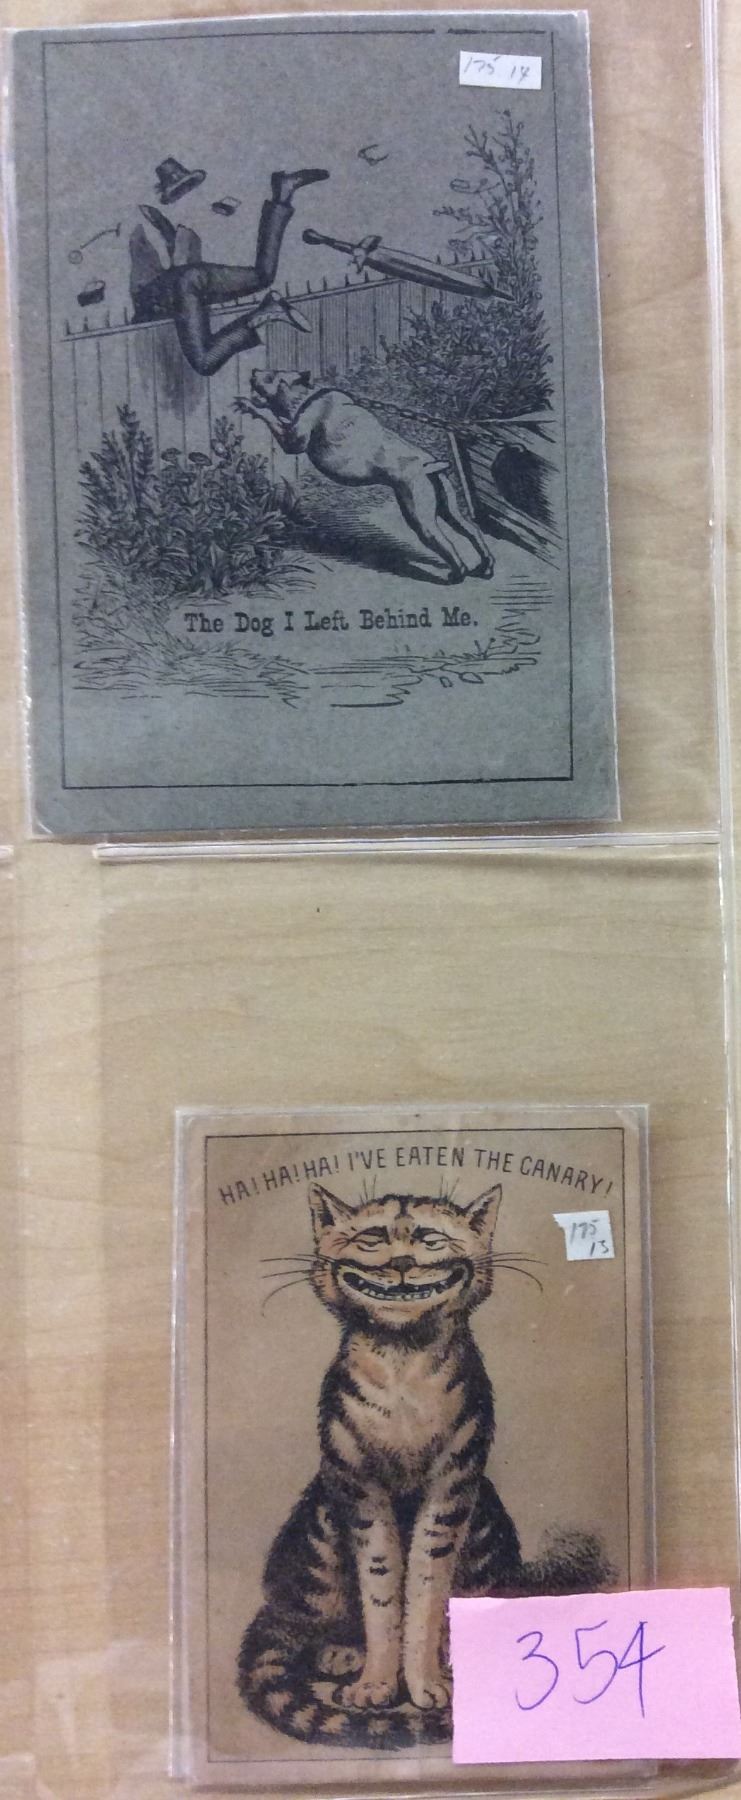 175 14
The Dog I Left Behind Me.
HA! HA! HA! I'VE EATEN THE CANARY!
175
13
354